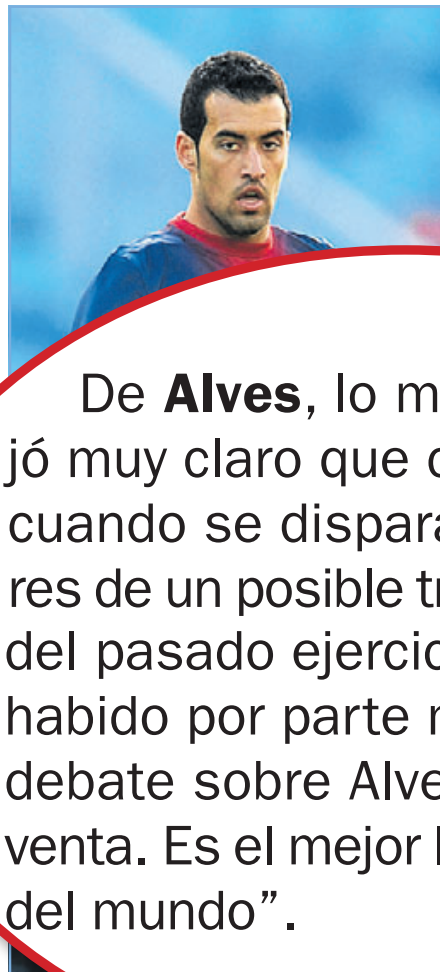 De Alves, lo m
jó muy claro que
cuando se dispara
res de un posible
del pasado ejercic
habido por parte
debate sobre Alve
venta. Es el mejor
del mundo”.